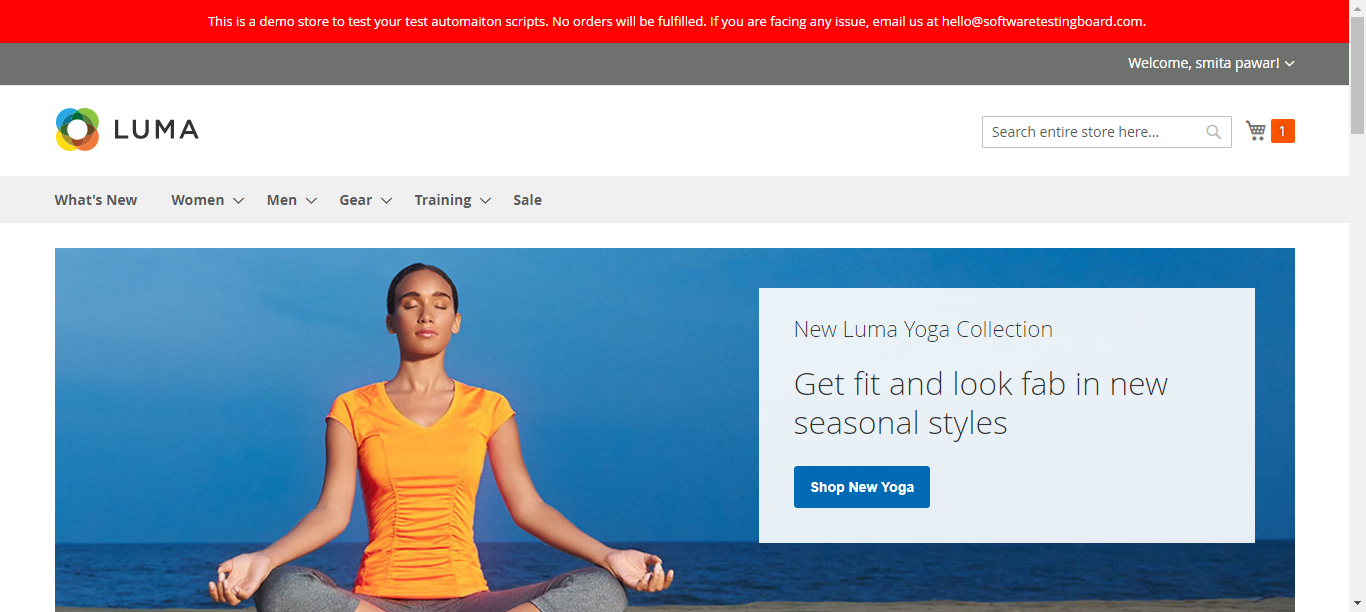 This is a demo store to test your test automaiton scripts. No orders will be fulfilled. If you are facing any issue, email us at hello@softwaretestingboard.com.
Welcome, smita pawar!
LUMA
Search entire store here...
1
What's New Women Men Gear Training Sale
New Luma Yoga Collection
Get fit and look fab in new
seasonal styles
Shop New Yoga